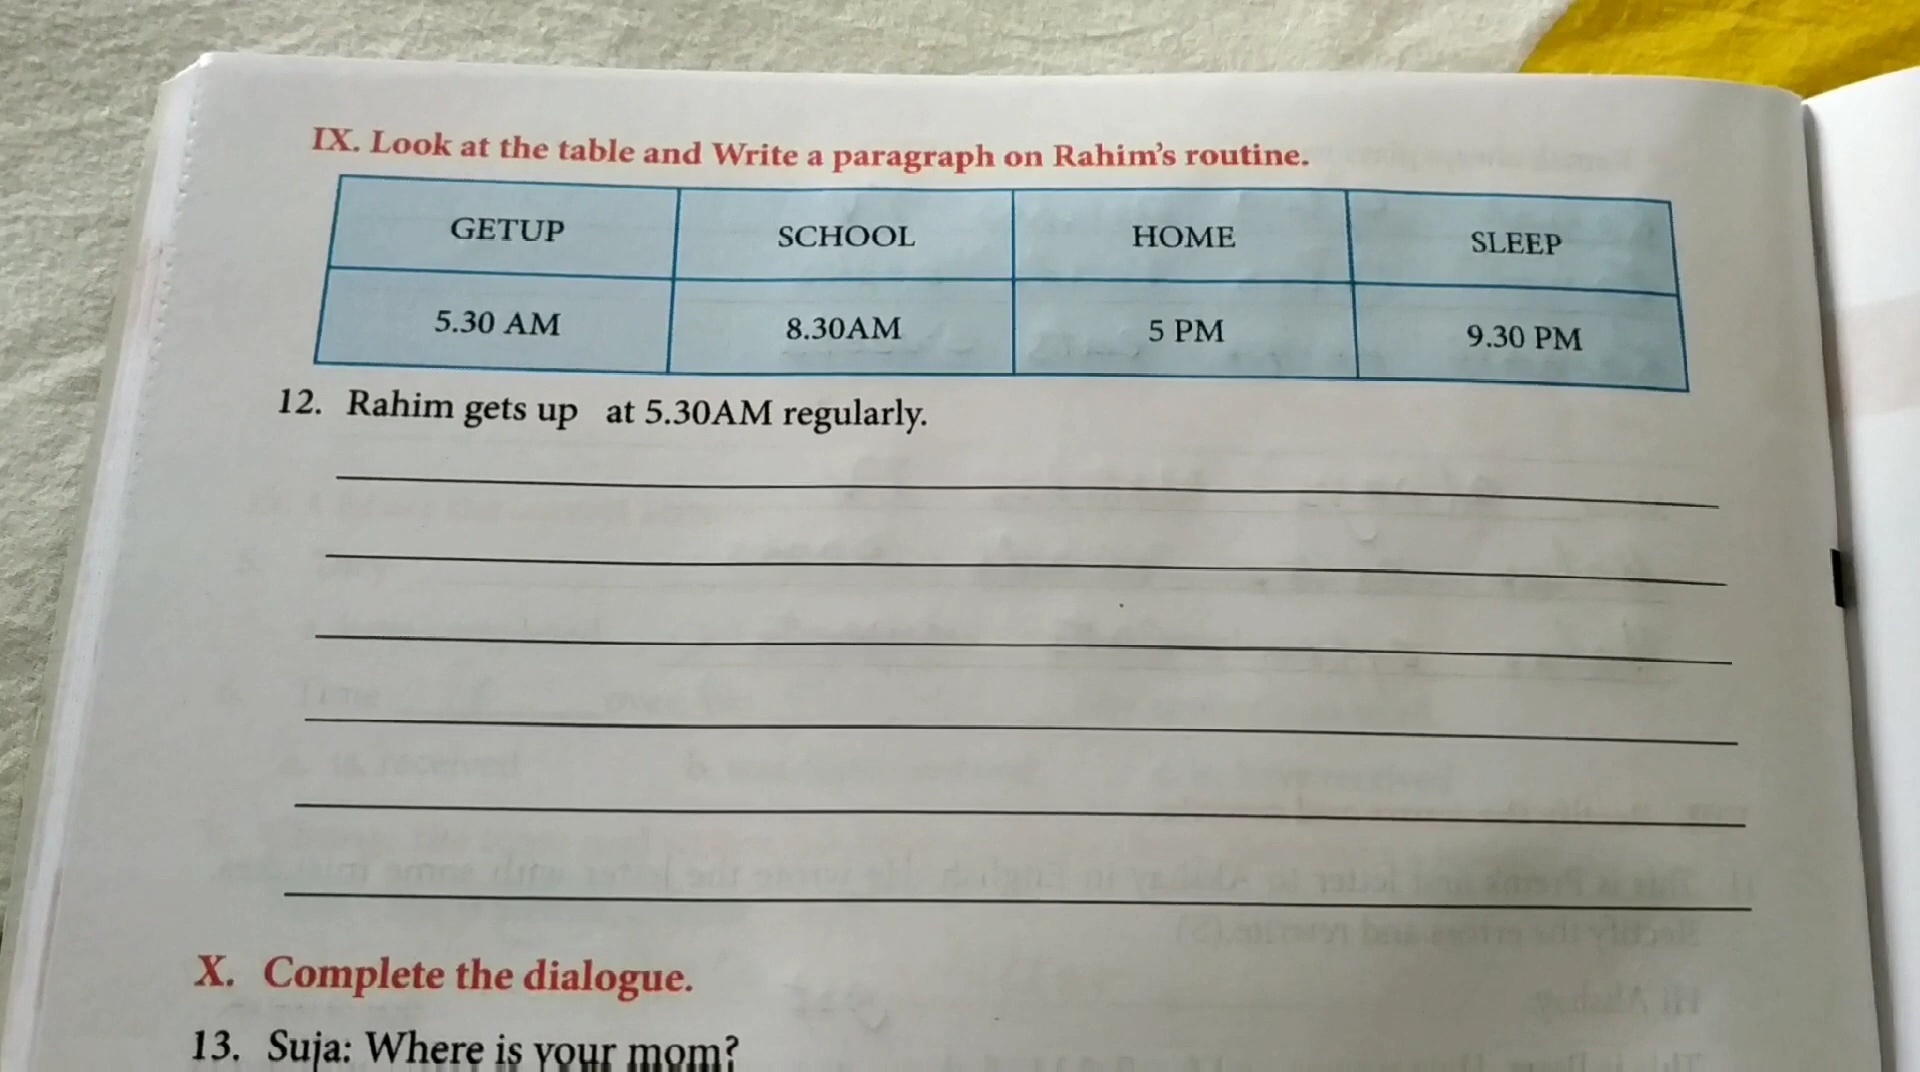 IX. Look at the table and Write a paragraph on Rahim's routine.
GETUP SCHOOL HOME SLEEP
5.30 AM 8.30AM 5 PM 9.30 PM
12. Rahim gets up at 5.30AM regularly.
X. Complete the dialogue.
13. Suja: Where is your mom?